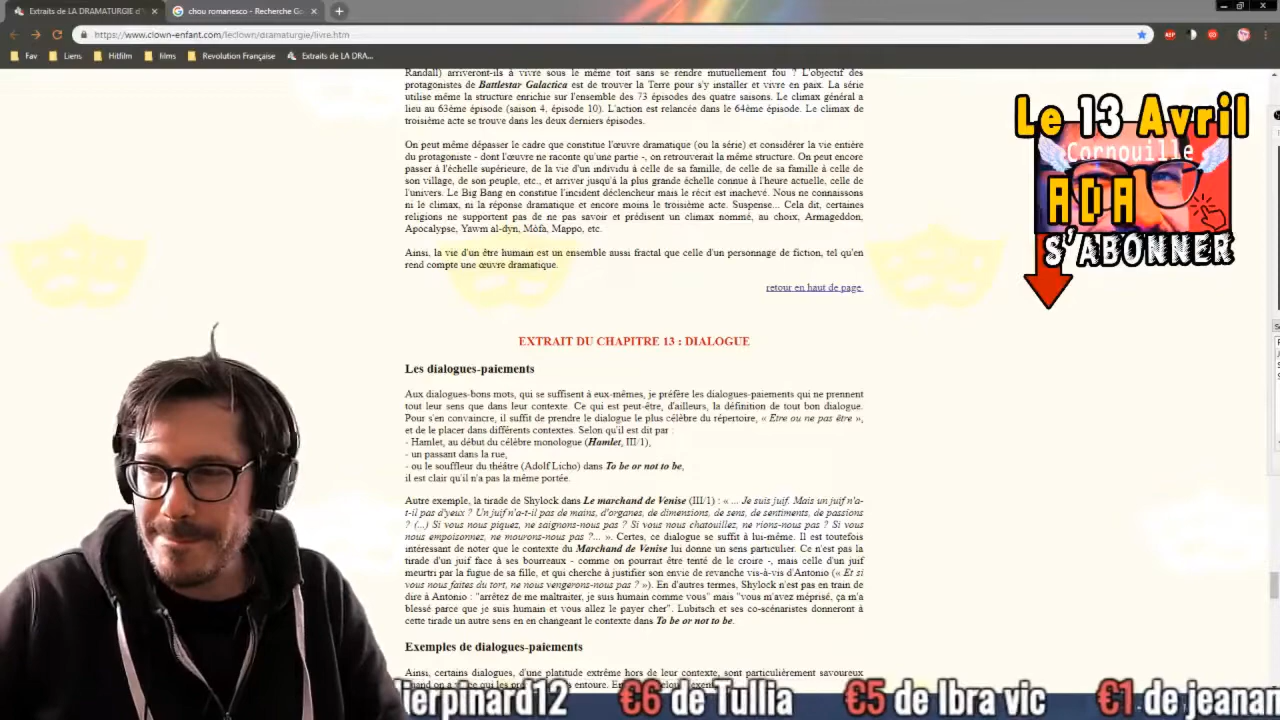 Extraits de LA DRAMATURGIE d'
chou romanesco - Recherche Go
https://www.clown-enfant.com/leclown/dramaturgie/livre.htm
Fav
Liens
Hitfilm
films
Revolution Française
Extraits de LA DRA...
Randall) arriveront-ils à vivre sous le même toit sans se rendre mutuellement fou ? L'objectif des
protagonistes de Battlestar Galactica est de trouver la Terre pour s'y installer et vivre en paix. La série
utilise même la structure enrichie sur l'ensemble des 73 épisodes des quatre saisons. Le climax général a
lieu au 63ème épisode (saison 4, épisode 10). L'action est relancée dans le 64ème épisode. Le climax de
troisième acte se trouve dans les deux derniers épisodes.
On peut même dépasser le cadre que constitue l'œuvre dramatique (ou la série) et considérer la vie entière
du protagoniste - dont l'œuvre ne raconte qu'une partie -, on retrouverait la même structure. On peut encore
passer à l'échelle supérieure, de la vie d'un individu à celle de sa famille, de celle de sa famille à celle de
son village, de son peuple, etc., et arriver jusqu'à la plus grande échelle connue à l'heure actuelle, celle de
l'univers. Le Big Bang en constitue l'incident déclencheur mais le récit est inachevé. Nous ne connaissons
ni le climax, ni la réponse dramatique et encore moins le troisième acte. Suspense... Cela dit, certaines
religions ne supportent pas de ne pas savoir et prédisent un climax nommé, au choix, Armageddon,
Apocalypse, Yawm al-dyn, Mòfa, Mappo, etc.
Ainsi, la vie d'un être humain est un ensemble aussi fractal que celle d'un personnage de fiction, tel qu'en
rend compte une œuvre dramatique.
retour en haut de page
EXTRAIT DU CHAPITRE 13 : DIALOGUE
Les dialogues-paiements
Aux dialogues-bons mots, qui se suffisent à eux-mêmes, je préfère les dialogues-paiements qui ne prennent
tout leur sens que dans leur contexte. Ce qui est peut-être, d'ailleurs, la définition de tout bon dialogue.
Pour s'en convaincre, il suffit de prendre le dialogue le plus célèbre du répertoire, « Etre ou ne pas être »,
et de le placer dans différents contextes. Selon qu'il est dit par :
- Hamlet, au début du célèbre monologue (Hamlet, III/1),
- un passant dans la rue,
- ou le souffleur du théâtre (Adolf Licho) dans To be or not to be,
il est clair qu'il n'a pas la même portée.
Autre exemple, la tirade de Shylock dans Le marchand de Venise (III/1) : « ... Je suis juif. Mais un juif n'a-
t-il pas d'yeux ? Un juif n'a-t-il pas de mains, d'organes, de dimensions, de sens, de sentiments, de passions
? (...) Si vous nous piquez, ne saignons-nous pas ? Si vous nous chatouillez, ne rions-nous pas ? Si vous
nous empoisonnez, ne mourons-nous pas ?... ». Certes, ce dialogue se suffit à lui-même. Il est toutefois
intéressant de noter que le contexte du Marchand de Venise lui donne un sens particulier. Ce n'est pas la
tirade d'un juif face à ses bourreaux - comme on pourrait être tenté de le croire -, mais celle d'un juif
meurtri par la fugue de sa fille, et qui cherche à justifier son envie de revanche vis-à-vis d'Antonio (« Et si
vous nous faites du tort, ne nous vengerons-nous pas ? »). En d'autres termes, Shylock n'est pas en train de
dire à Antonio : "arrêtez de me maltraiter, je suis humain comme vous" mais "vous m'avez méprisé, ça m'a
blessé parce que je suis humain et vous allez le payer cher". Lubitsch et ses co-scénaristes donneront à
cette tirade un autre sens en en changeant le contexte dans To be or not to be.
Exemples de dialogues-paiements
Ainsi, certains dialogues, d'une platitude extrême hors de leur contexte, sont particulièrement savoureux
Le 13 Avril
Cornouille
ADA
S'ABONNER
erpinard12 €6 de Tullia €5 de Ibra vic €1 de jeanan